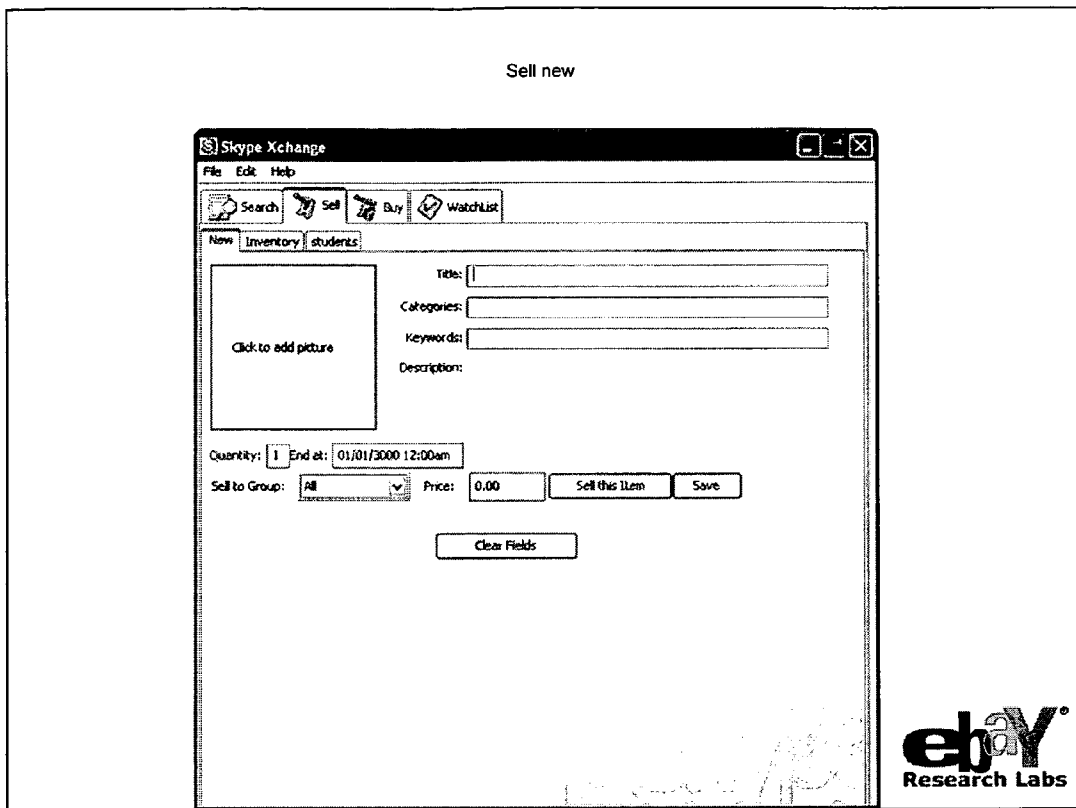 Sell new
Skype Xchange
File Edit Help
Search Sell Buy WatchList
New Inventory students
Click to add picture
Title:
Categories:
Keywords:
Description:
Quantity: 1 End at: 01/01/3000 12:00am
Sell to Group: All Price: 0.00 Sell this Item Save
Clear Fields
ebaY®
Research Labs